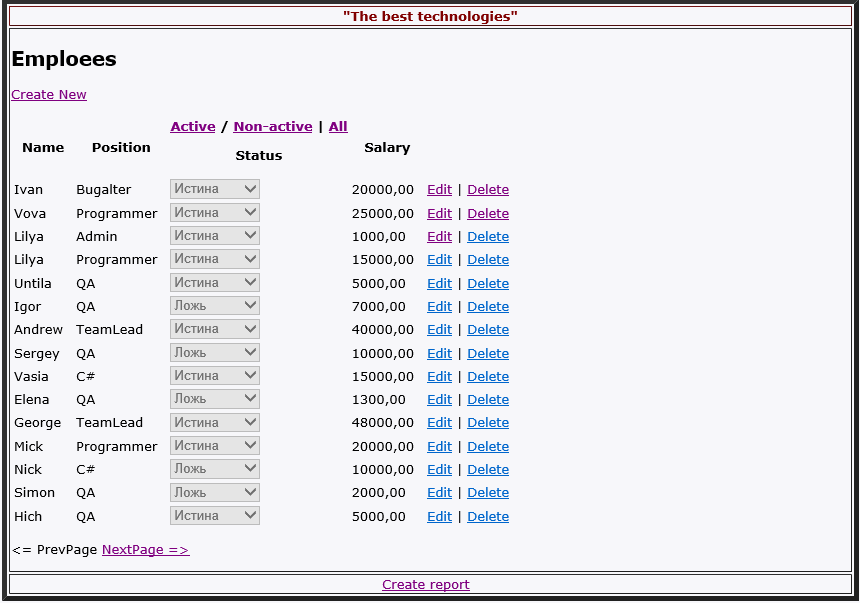 "The best technologies"
Emploees
Create New
Active / Non-active | All
Name Position Status Salary
Ivan Bugalter Истина 20000,00 Edit | Delete
Vova Programmer Истина 25000,00 Edit | Delete
Lilya Admin Истина 1000,00 Edit | Delete
Lilya Programmer Истина 15000,00 Edit | Delete
Untila QA Истина 5000,00 Edit | Delete
Igor QA Ложь 7000,00 Edit | Delete
Andrew TeamLead Истина 40000,00 Edit | Delete
Sergey QA Ложь 10000,00 Edit | Delete
Vasia C# Истина 15000,00 Edit | Delete
Elena QA Ложь 1300,00 Edit | Delete
George TeamLead Истина 48000,00 Edit | Delete
Mick Programmer Истина 20000,00 Edit | Delete
Nick C# Ложь 10000,00 Edit | Delete
Simon QA Ложь 2000,00 Edit | Delete
Hich QA Истина 5000,00 Edit | Delete
<= PrevPage NextPage =>
Create report